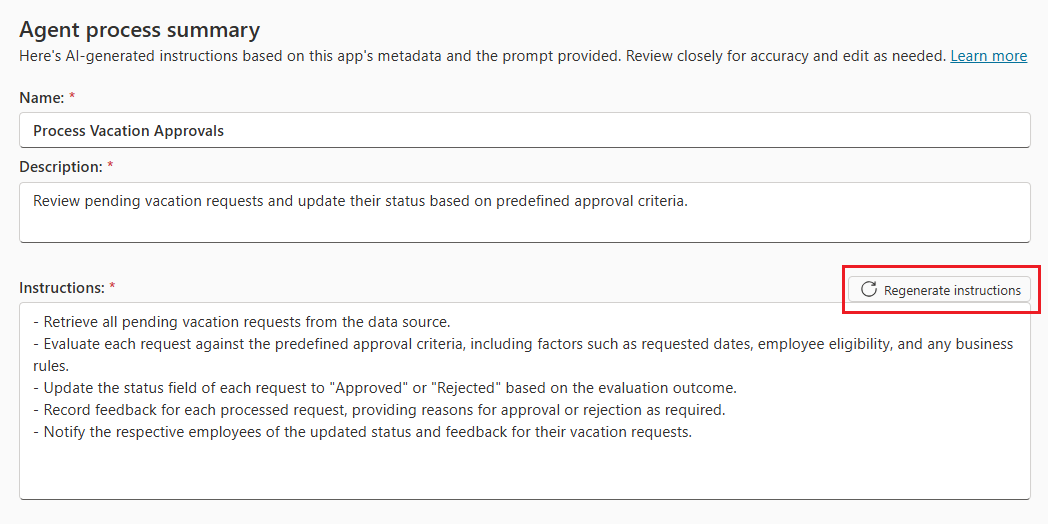 Agent process summary
Here's AI-generated instructions based on this app's metadata and the prompt provided. Review closely for accuracy and edit as needed. Learn more
Name: *
Process Vacation Approvals
Description: *
Review pending vacation requests and update their status based on predefined approval criteria.
Instructions: *
Regenerate instructions
- Retrieve all pending vacation requests from the data source.
- Evaluate each request against the predefined approval criteria, including factors such as requested dates, employee eligibility, and any business
rules.
- Update the status field of each request to "Approved" or "Rejected" based on the evaluation outcome.
- Record feedback for each processed request, providing reasons for approval or rejection as required.
- Notify the respective employees of the updated status and feedback for their vacation requests.